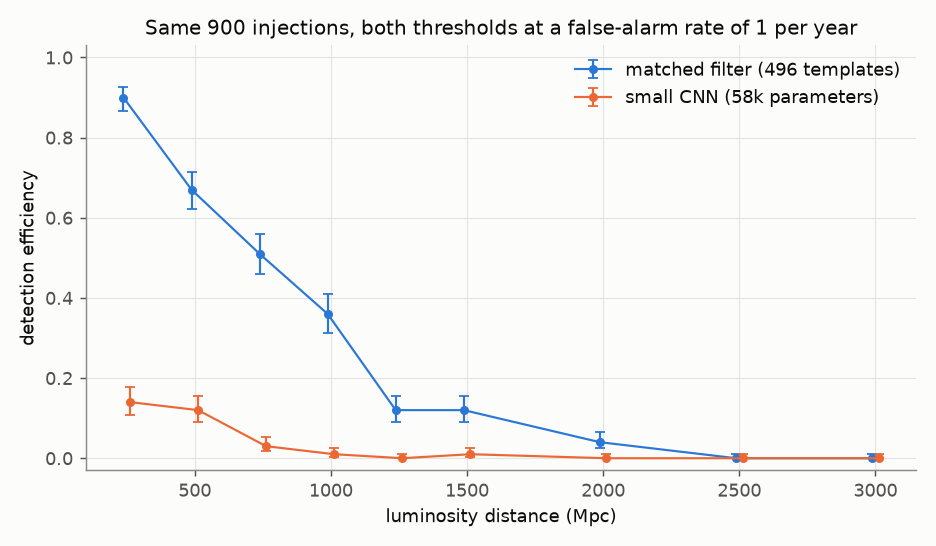 Same 900 injections, both thresholds at a false-alarm rate of 1 per year
matched filter (496 templates)
small CNN (58k parameters)
detection efficiency
1.0
0.8
0.6
0.4
0.2
0.0
500 1000 1500 2000 2500 3000
luminosity distance (Mpc)